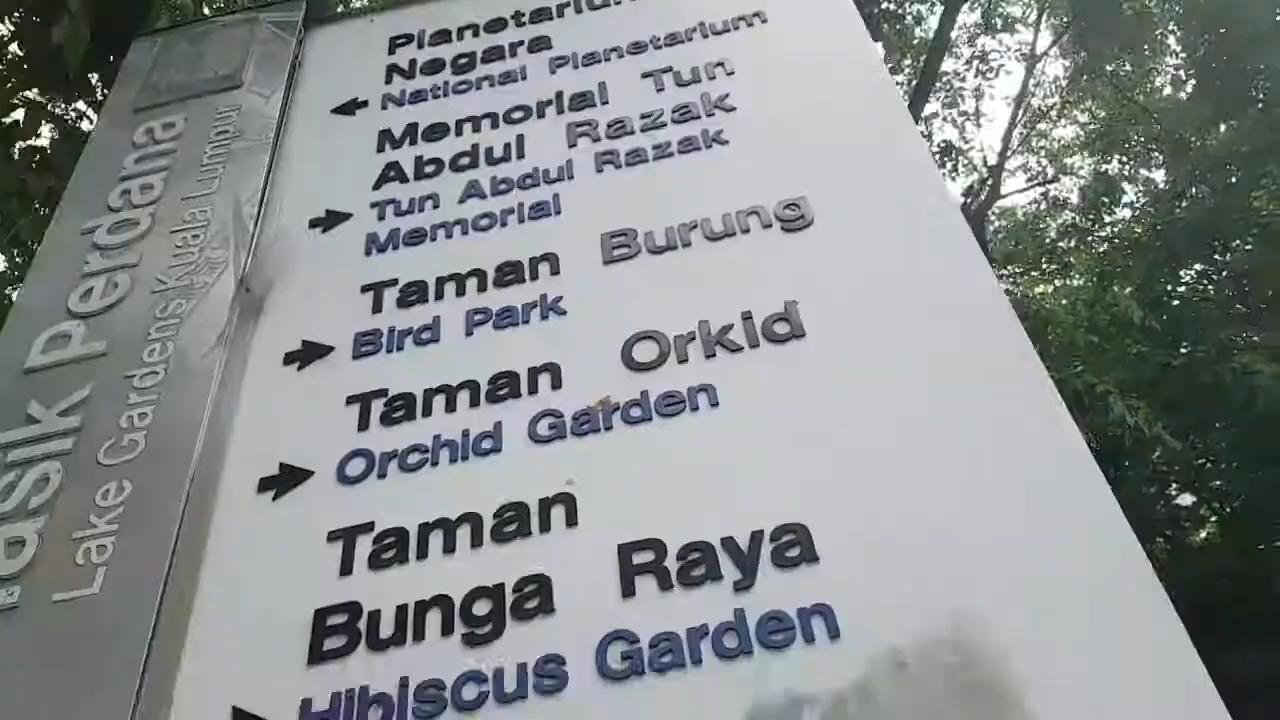 Planetarium
Negara
National Planetarium
Memorial Tun
Abdul Razak
Tun Abdul Razak
Memorial
Taman Burung
Bird Park
Taman Orkid
Orchid Garden
Taman
Bunga Raya
Hibiscus Garden
Tasik Perdana
Lake Gardens Kuala Lumpur